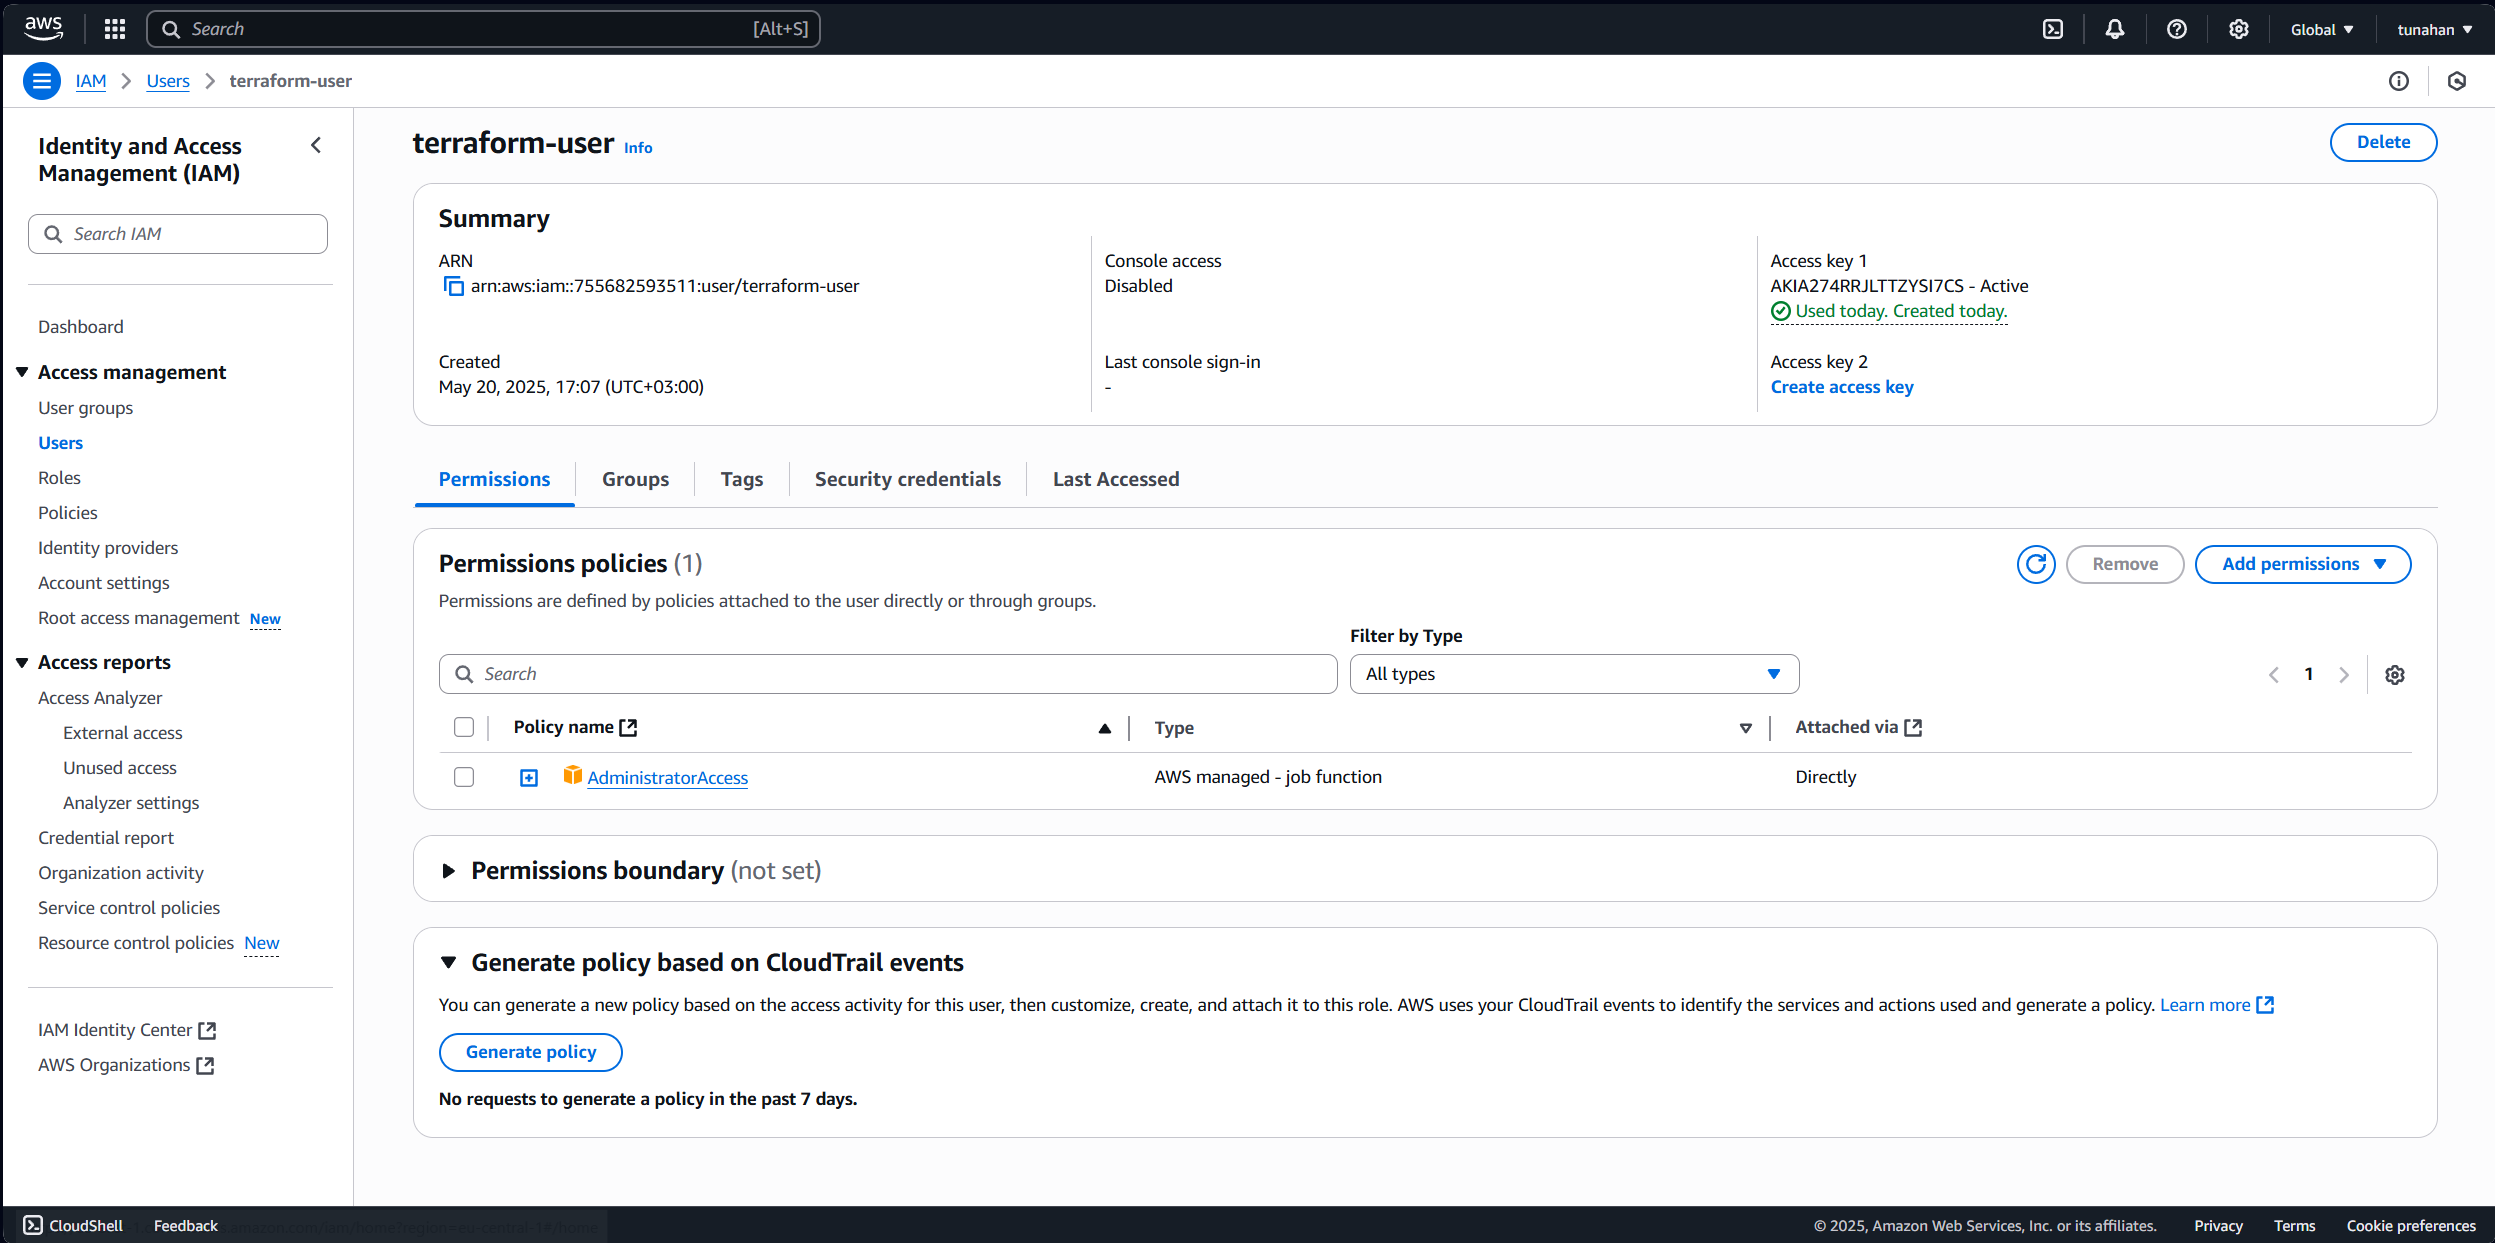 aws
Search
[Alt+S]
Global
tunahan
IAM
Users
terraform-user
Identity and Access
Management (IAM)
Search IAM
Dashboard
Access management
User groups
Users
Roles
Policies
Identity providers
Account settings
Root access management New
Access reports
Access Analyzer
External access
Unused access
Analyzer settings
Credential report
Organization activity
Service control policies
Resource control policies New
IAM Identity Center
AWS Organizations
terraform-user Info
Delete
Summary
ARN
arn:aws:iam::755682593511:user/terraform-user
Created
May 20, 2025, 17:07 (UTC+03:00)
Console access
Disabled
Last console sign-in
-
Access key 1
AKIA274RRJLTTZYSI7CS - Active
Used today. Created today.
Access key 2
Create access key
Permissions
Groups
Tags
Security credentials
Last Accessed
Permissions policies (1)
Permissions are defined by policies attached to the user directly or through groups.
Remove
Add permissions
Filter by Type
Search
All types
1
Policy name
Type
Attached via
AdministratorAccess
AWS managed - job function
Directly
Permissions boundary (not set)
Generate policy based on CloudTrail events
You can generate a new policy based on the access activity for this user, then customize, create, and attach it to this role. AWS uses your CloudTrail events to identify the services and actions used and generate a policy. Learn more
Generate policy
No requests to generate a policy in the past 7 days.
CloudShell
Feedback
© 2025, Amazon Web Services, Inc. or its affiliates.
Privacy
Terms
Cookie preferences